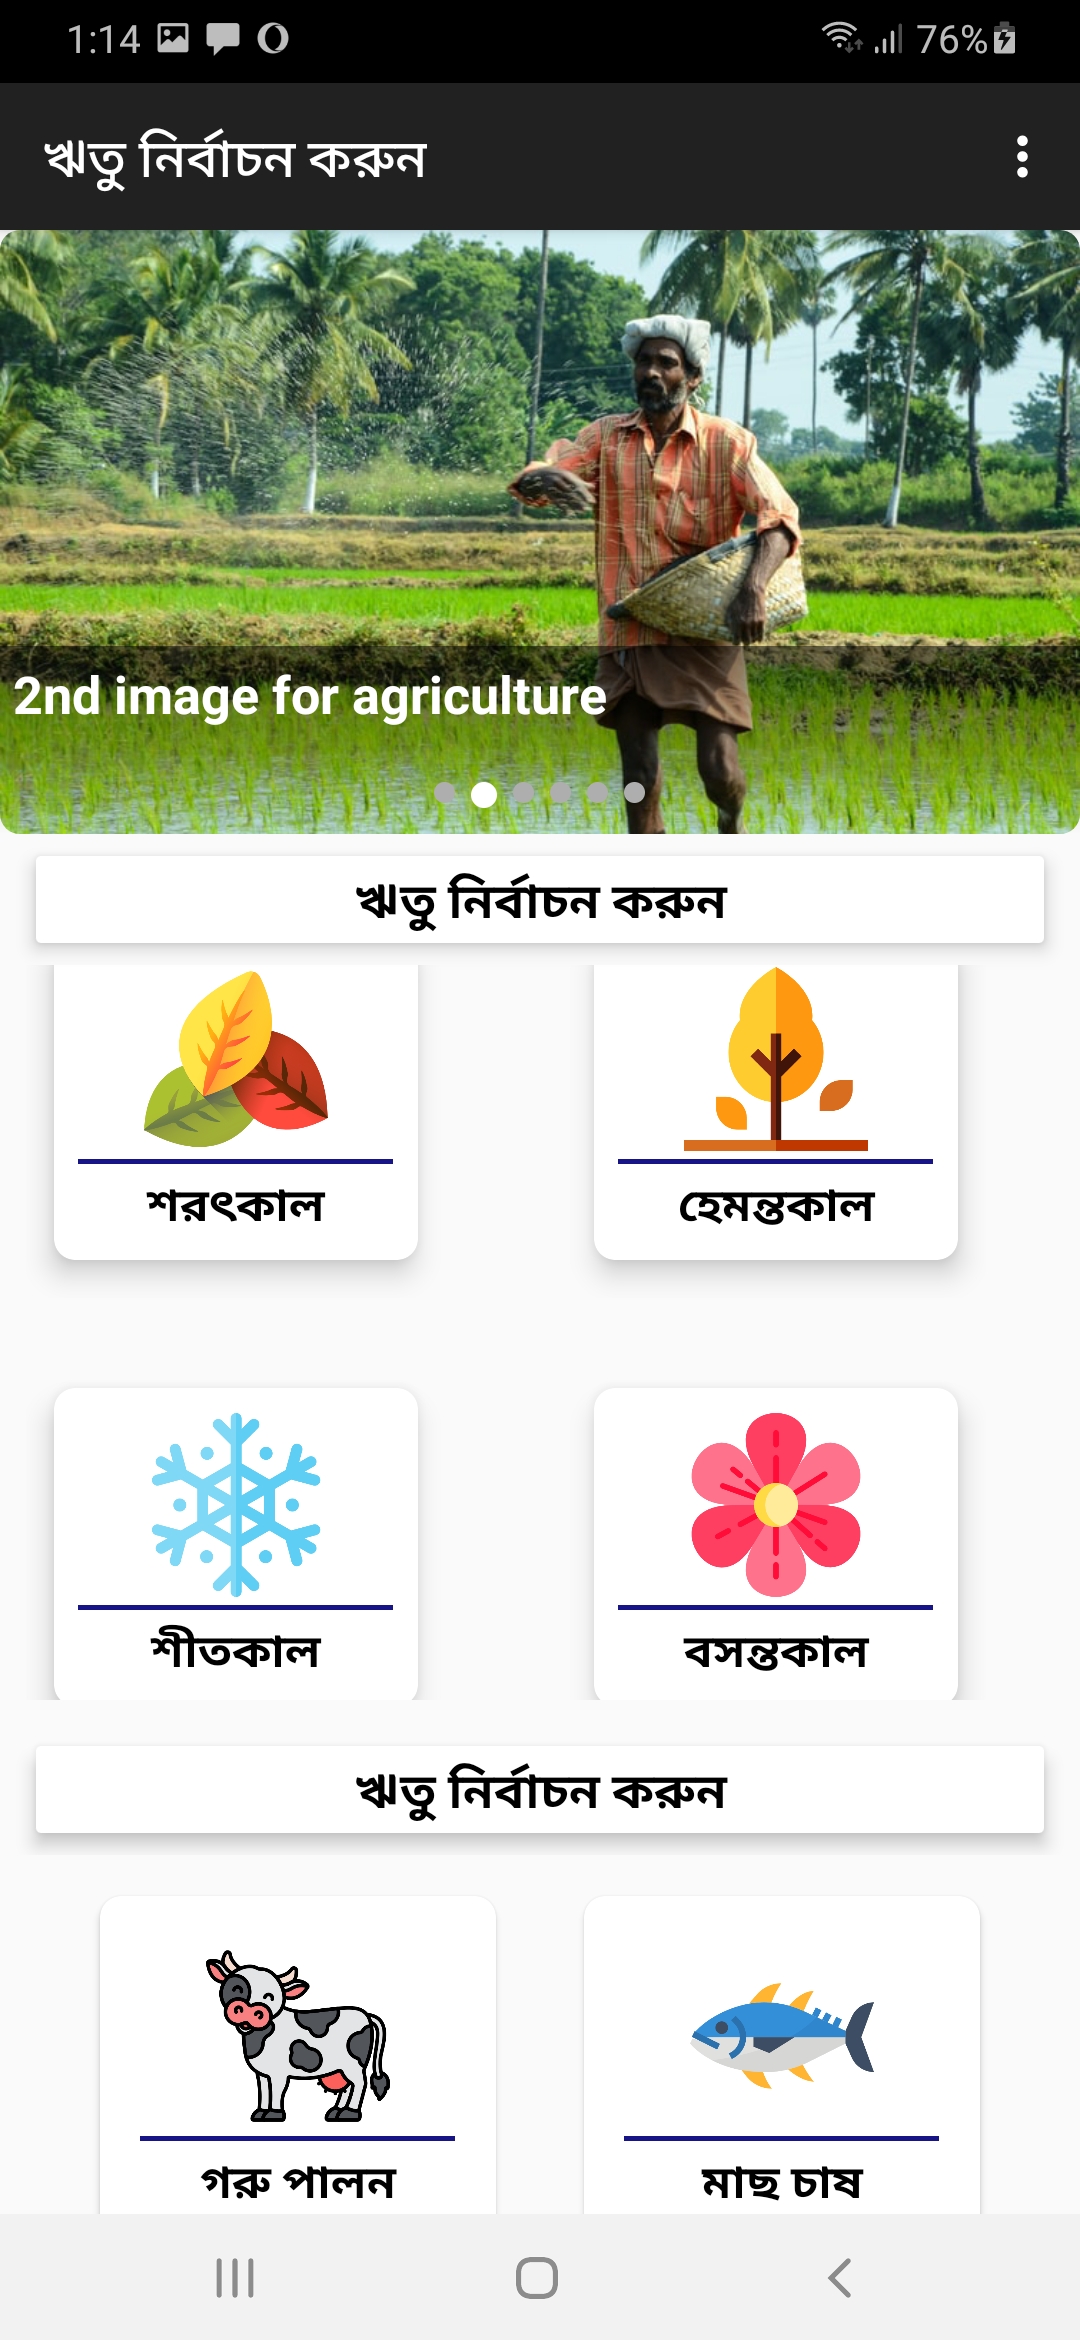 1:14
76%
ঋতু নির্বাচন করুন
2nd image for agriculture
ঋতু নির্বাচন করুন
শরৎকাল
হেমন্তকাল
শীতকাল
বসন্তকাল
ঋতু নির্বাচন করুন
গরু পালন
মাছ চাষ